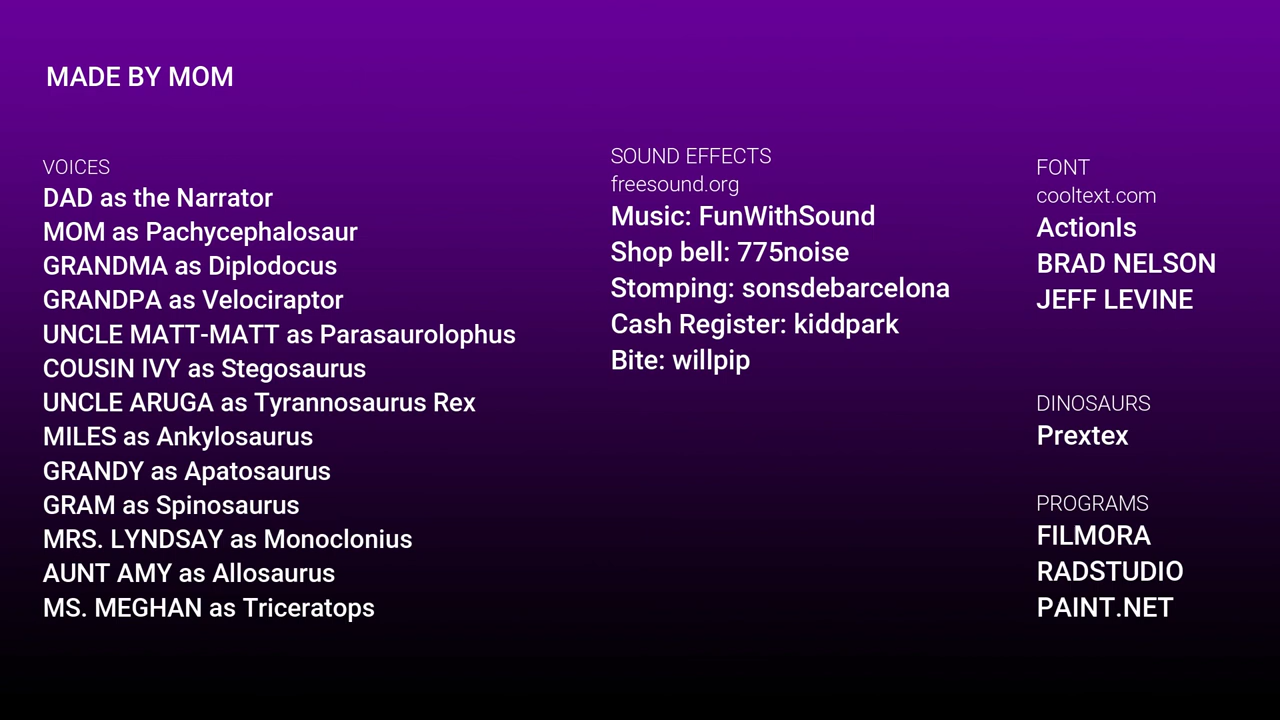 MADE BY MOM
VOICES
DAD as the Narrator
MOM as Pachycephalosaur
GRANDMA as Diplodocus
GRANDPA as Velociraptor
UNCLE MATT-MATT as Parasaurolophus
COUSIN IVY as Stegosaurus
UNCLE ARUGA as Tyrannosaurus Rex
MILES as Ankylosaurus
GRANDY as Apatosaurus
GRAM as Spinosaurus
MRS. LYNDSAY as Monoclonius
AUNT AMY as Allosaurus
MS. MEGHAN as Triceratops
SOUND EFFECTS
freesound.org
Music: FunWithSound
Shop bell: 775noise
Stomping: sonsdebarcelona
Cash Register: kiddpark
Bite: willpip
FONT
cooltext.com
ActionIs
BRAD NELSON
JEFF LEVINE
DINOSAURS
Prextex
PROGRAMS
FILMORA
RADSTUDIO
PAINT.NET